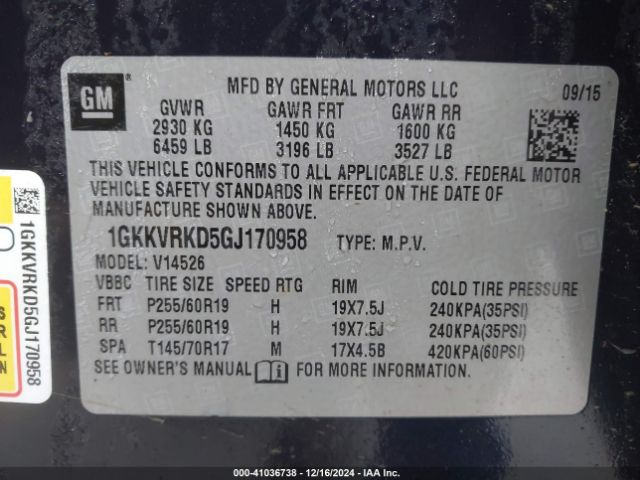 GM
®
MFD BY GENERAL MOTORS LLC
09/15
GVWR GAWR FRT GAWR RR
2930 KG 1450 KG 1600 KG
6459 LB 3196 LB 3527 LB
THIS VEHICLE CONFORMS TO ALL APPLICABLE U.S. FEDERAL MOTOR
VEHICLE SAFETY STANDARDS IN EFFECT ON THE DATE OF
MANUFACTURE SHOWN ABOVE.
1GKKVRKD5GJ170958 TYPE: M.P.V.
MODEL: V14526
VBBC TIRE SIZE SPEED RTG RIM COLD TIRE PRESSURE
FRT P255/60R19 H 19X7.5J 240KPA(35PSI)
RR P255/60R19 H 19X7.5J 240KPA(35PSI)
SPA T145/70R17 M 17X4.5B 420KPA(60PSI)
SEE OWNER'S MANUAL FOR MORE INFORMATION
1GKKVRKD5GJ170958
000-41036738 - 12/16/2024 - IAA Inc.